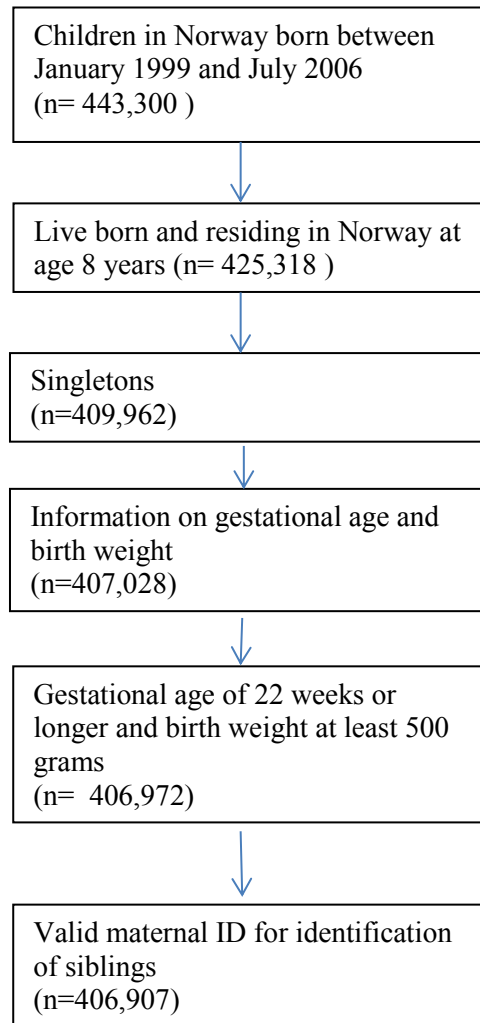 Children in Norway born between
January 1999 and July 2006
(n= 443,300 )
Live born and residing in Norway at
age 8 years (n= 425,318 )
Singletons
(n=409,962)
Information on gestational age and
birth weight
(n=407,028)
Gestational age of 22 weeks or
longer and birth weight at least 500
grams
(n=  406,972)
Valid maternal ID for identification
of siblings
(n=406,907)